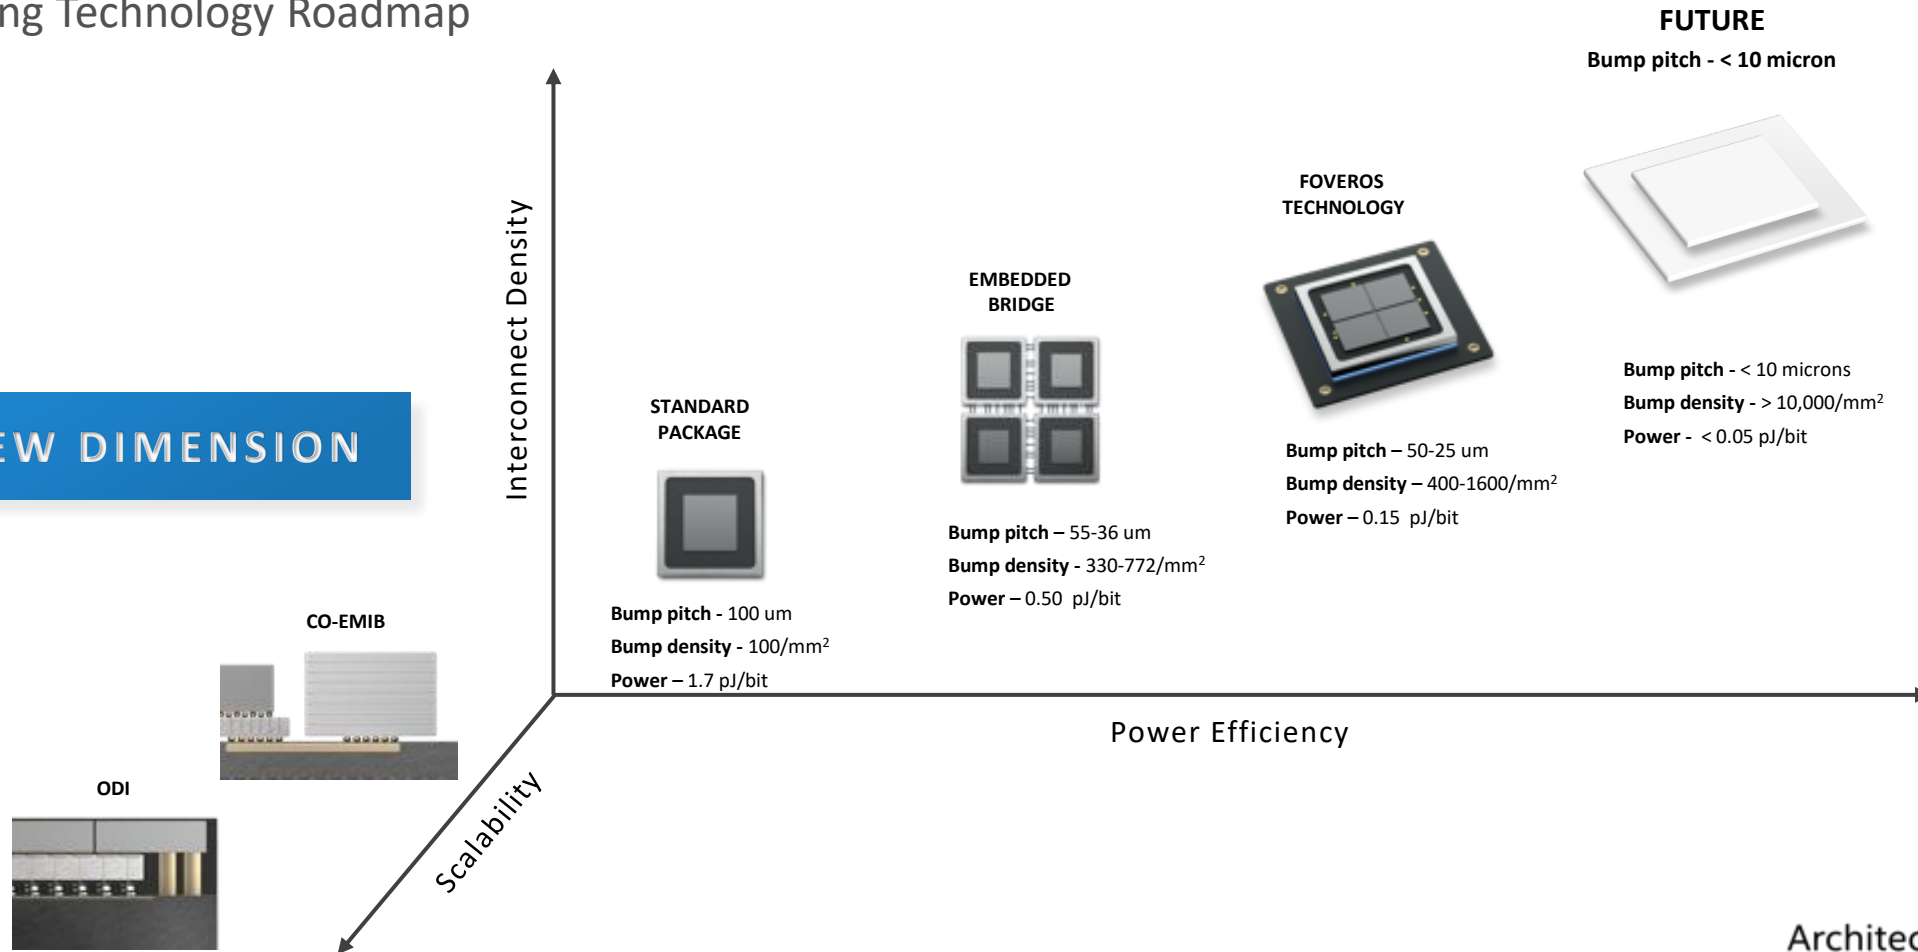 ng Technology Roadmap
FUTURE
Bump pitch - < 10 micron
FOVEROS
TECHNOLOGY
Interconnect Density
EMBEDDED
BRIDGE
Bump pitch - < 10 microns
Bump density - > 10,000/mm²
Power - < 0.05 pJ/bit
STANDARD
PACKAGE
EW DIMENSION
Bump pitch – 50-25 um
Bump density – 400-1600/mm²
Power – 0.15 pJ/bit
Bump pitch – 55-36 um
Bump density - 330-772/mm²
Power – 0.50 pJ/bit
Bump pitch - 100 um
Bump density - 100/mm²
Power – 1.7 pJ/bit
CO-EMIB
Power Efficiency
ODI
Scalability
Architec